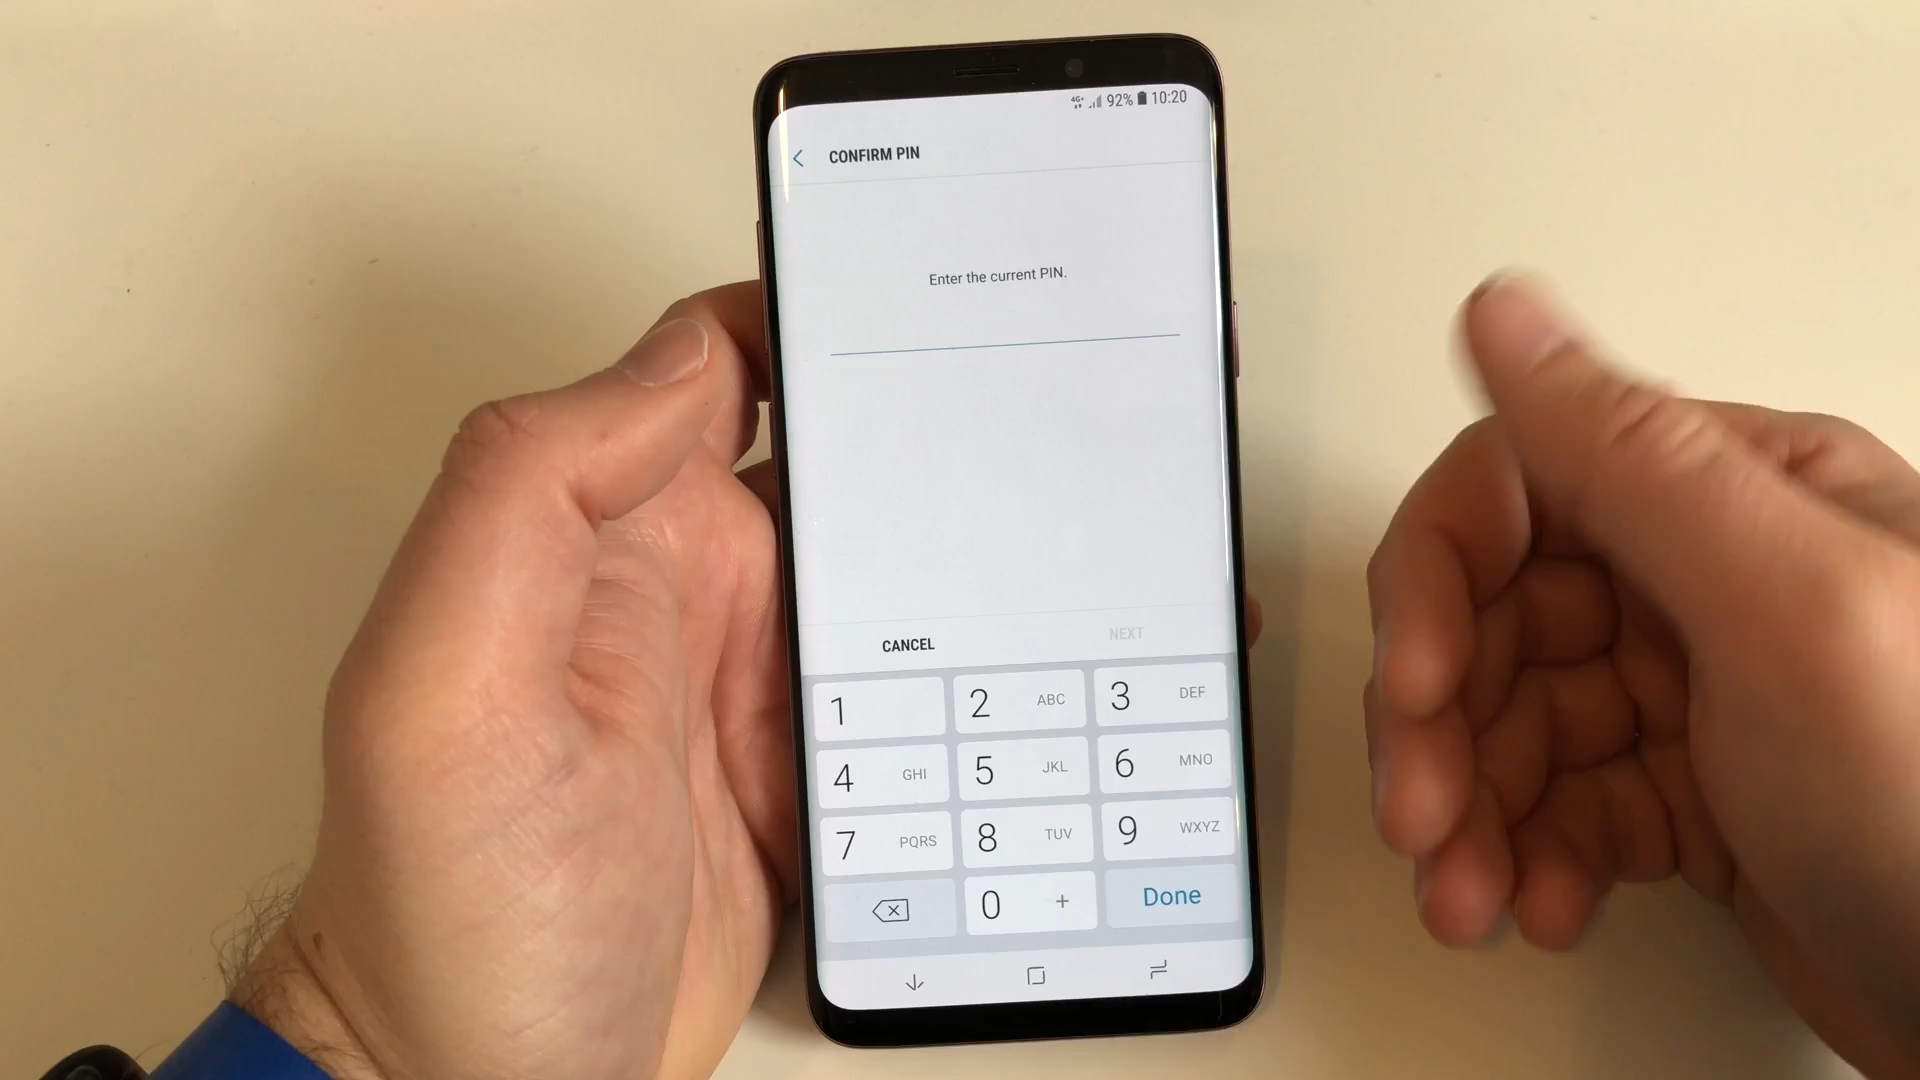 4G+ 92% 10:20
CONFIRM PIN
Enter the current PIN.
CANCEL NEXT
1 2 ABC 3 DEF
4 GHI 5 JKL 6 MNO
7 PQRS 8 TUV 9 WXYZ
0 + Done